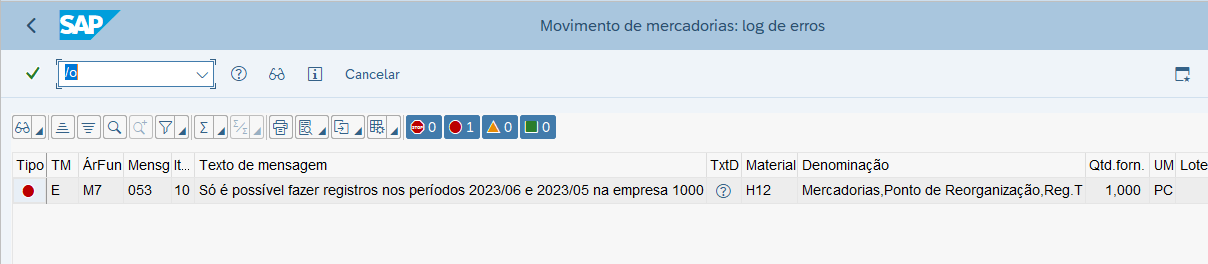 SAP
Movimento de mercadorias: log de erros
/o
Cancelar
STOP 0 1 0 0
Tipo TM ÁrFun Mensg It... Texto de mensagem TxtD Material Denominação Qtd.forn. UM Lote
E M7 053 10 Só é possível fazer registros nos períodos 2023/06 e 2023/05 na empresa 1000 H12 Mercadorias,Ponto de Reorganização,Reg.T 1,000 PC